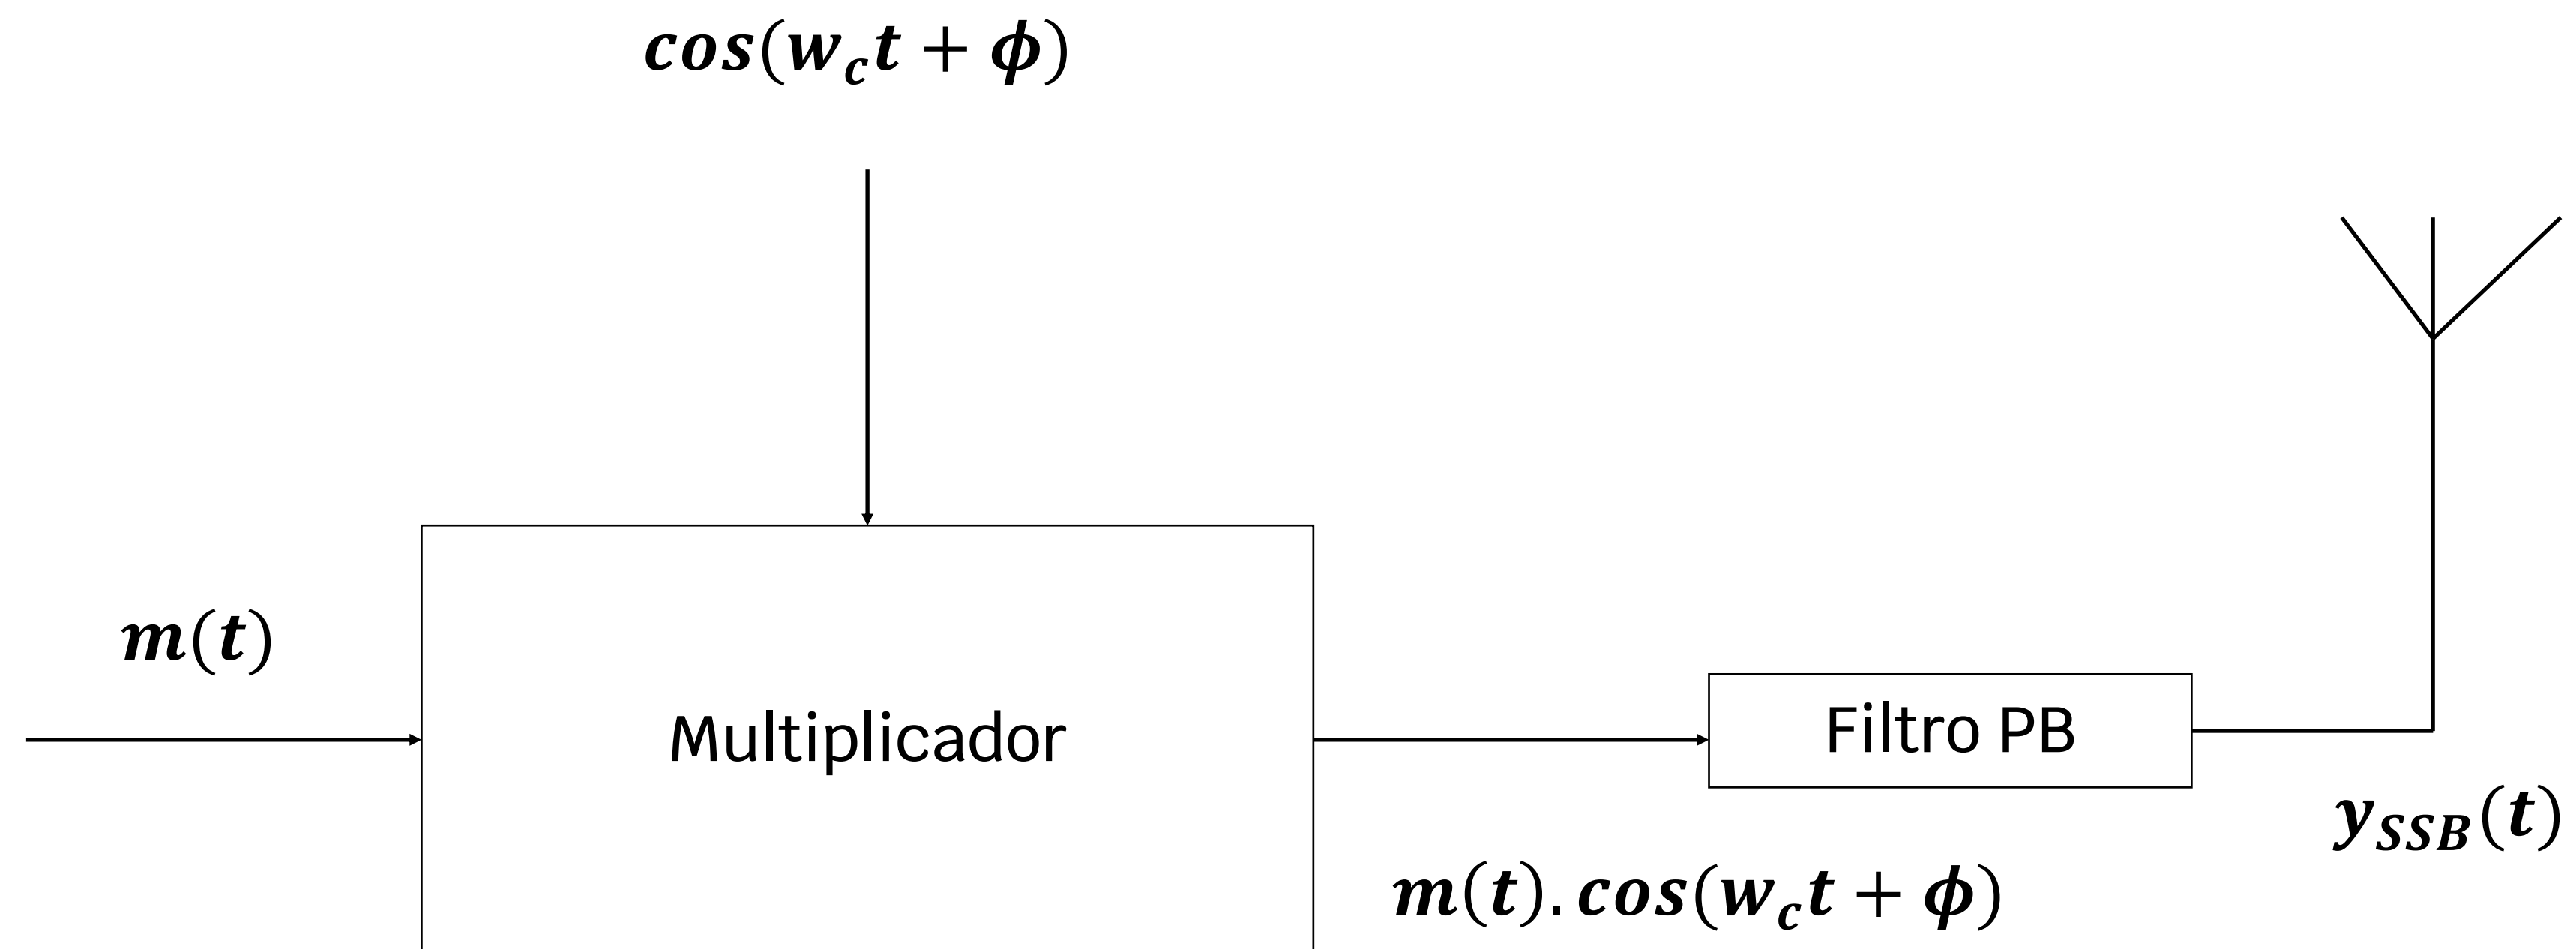 cos(w_c t + ϕ)
m(t)
Multiplicador
Filtro PB
y_SSB(t)
m(t).cos(w_c t + ϕ)